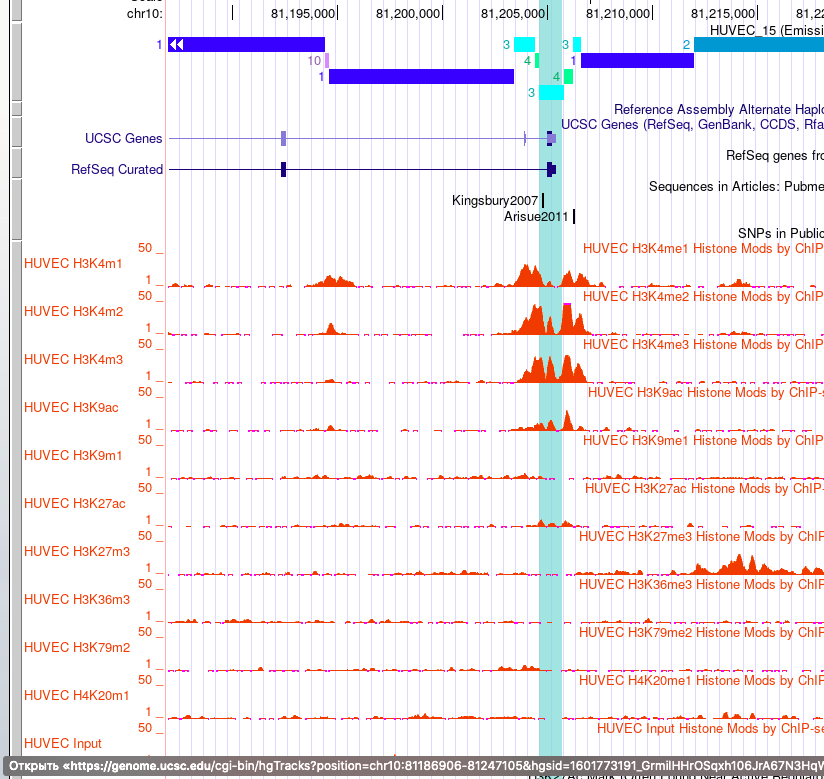 chr10: 81,195,000 81,200,000 81,205,000 81,210,000 81,215,000 81,22
HUVEC_15 (Emissi
1 3 3 2
10 4 1
1 4
3
Reference Assembly Alternate Haplo
UCSC Genes (RefSeq, GenBank, CCDS, Rfa
UCSC Genes
RefSeq genes fro
RefSeq Curated
Sequences in Articles: Pubme
Kingsbury2007
Arisue2011
SNPs in Public
50 HUVEC H3K4me1 Histone Mods by ChIP
HUVEC H3K4m1
1
50 HUVEC H3K4me2 Histone Mods by ChIP
HUVEC H3K4m2
1
50 HUVEC H3K4me3 Histone Mods by ChIP
HUVEC H3K4m3
1
50 HUVEC H3K9ac Histone Mods by ChIP-s
HUVEC H3K9ac
1
50 HUVEC H3K9me1 Histone Mods by ChIP
HUVEC H3K9m1
1
50 HUVEC H3K27ac Histone Mods by ChIP-
HUVEC H3K27ac
1
50 HUVEC H3K27me3 Histone Mods by ChIP
HUVEC H3K27m3
1
50 HUVEC H3K36me3 Histone Mods by ChIP
HUVEC H3K36m3
1
50 HUVEC H3K79me2 Histone Mods by ChIP
HUVEC H3K79m2
1
50 HUVEC H4K20me1 Histone Mods by ChIP
HUVEC H4K20m1
1
50 HUVEC Input Histone Mods by ChIP-se
HUVEC Input
Открыть «https://genome.ucsc.edu/cgi-bin/hgTracks?position=chr10:81186906-81247105&hgsid=1601773191_GrmilHHrOSqxh106JrA67N3HqW